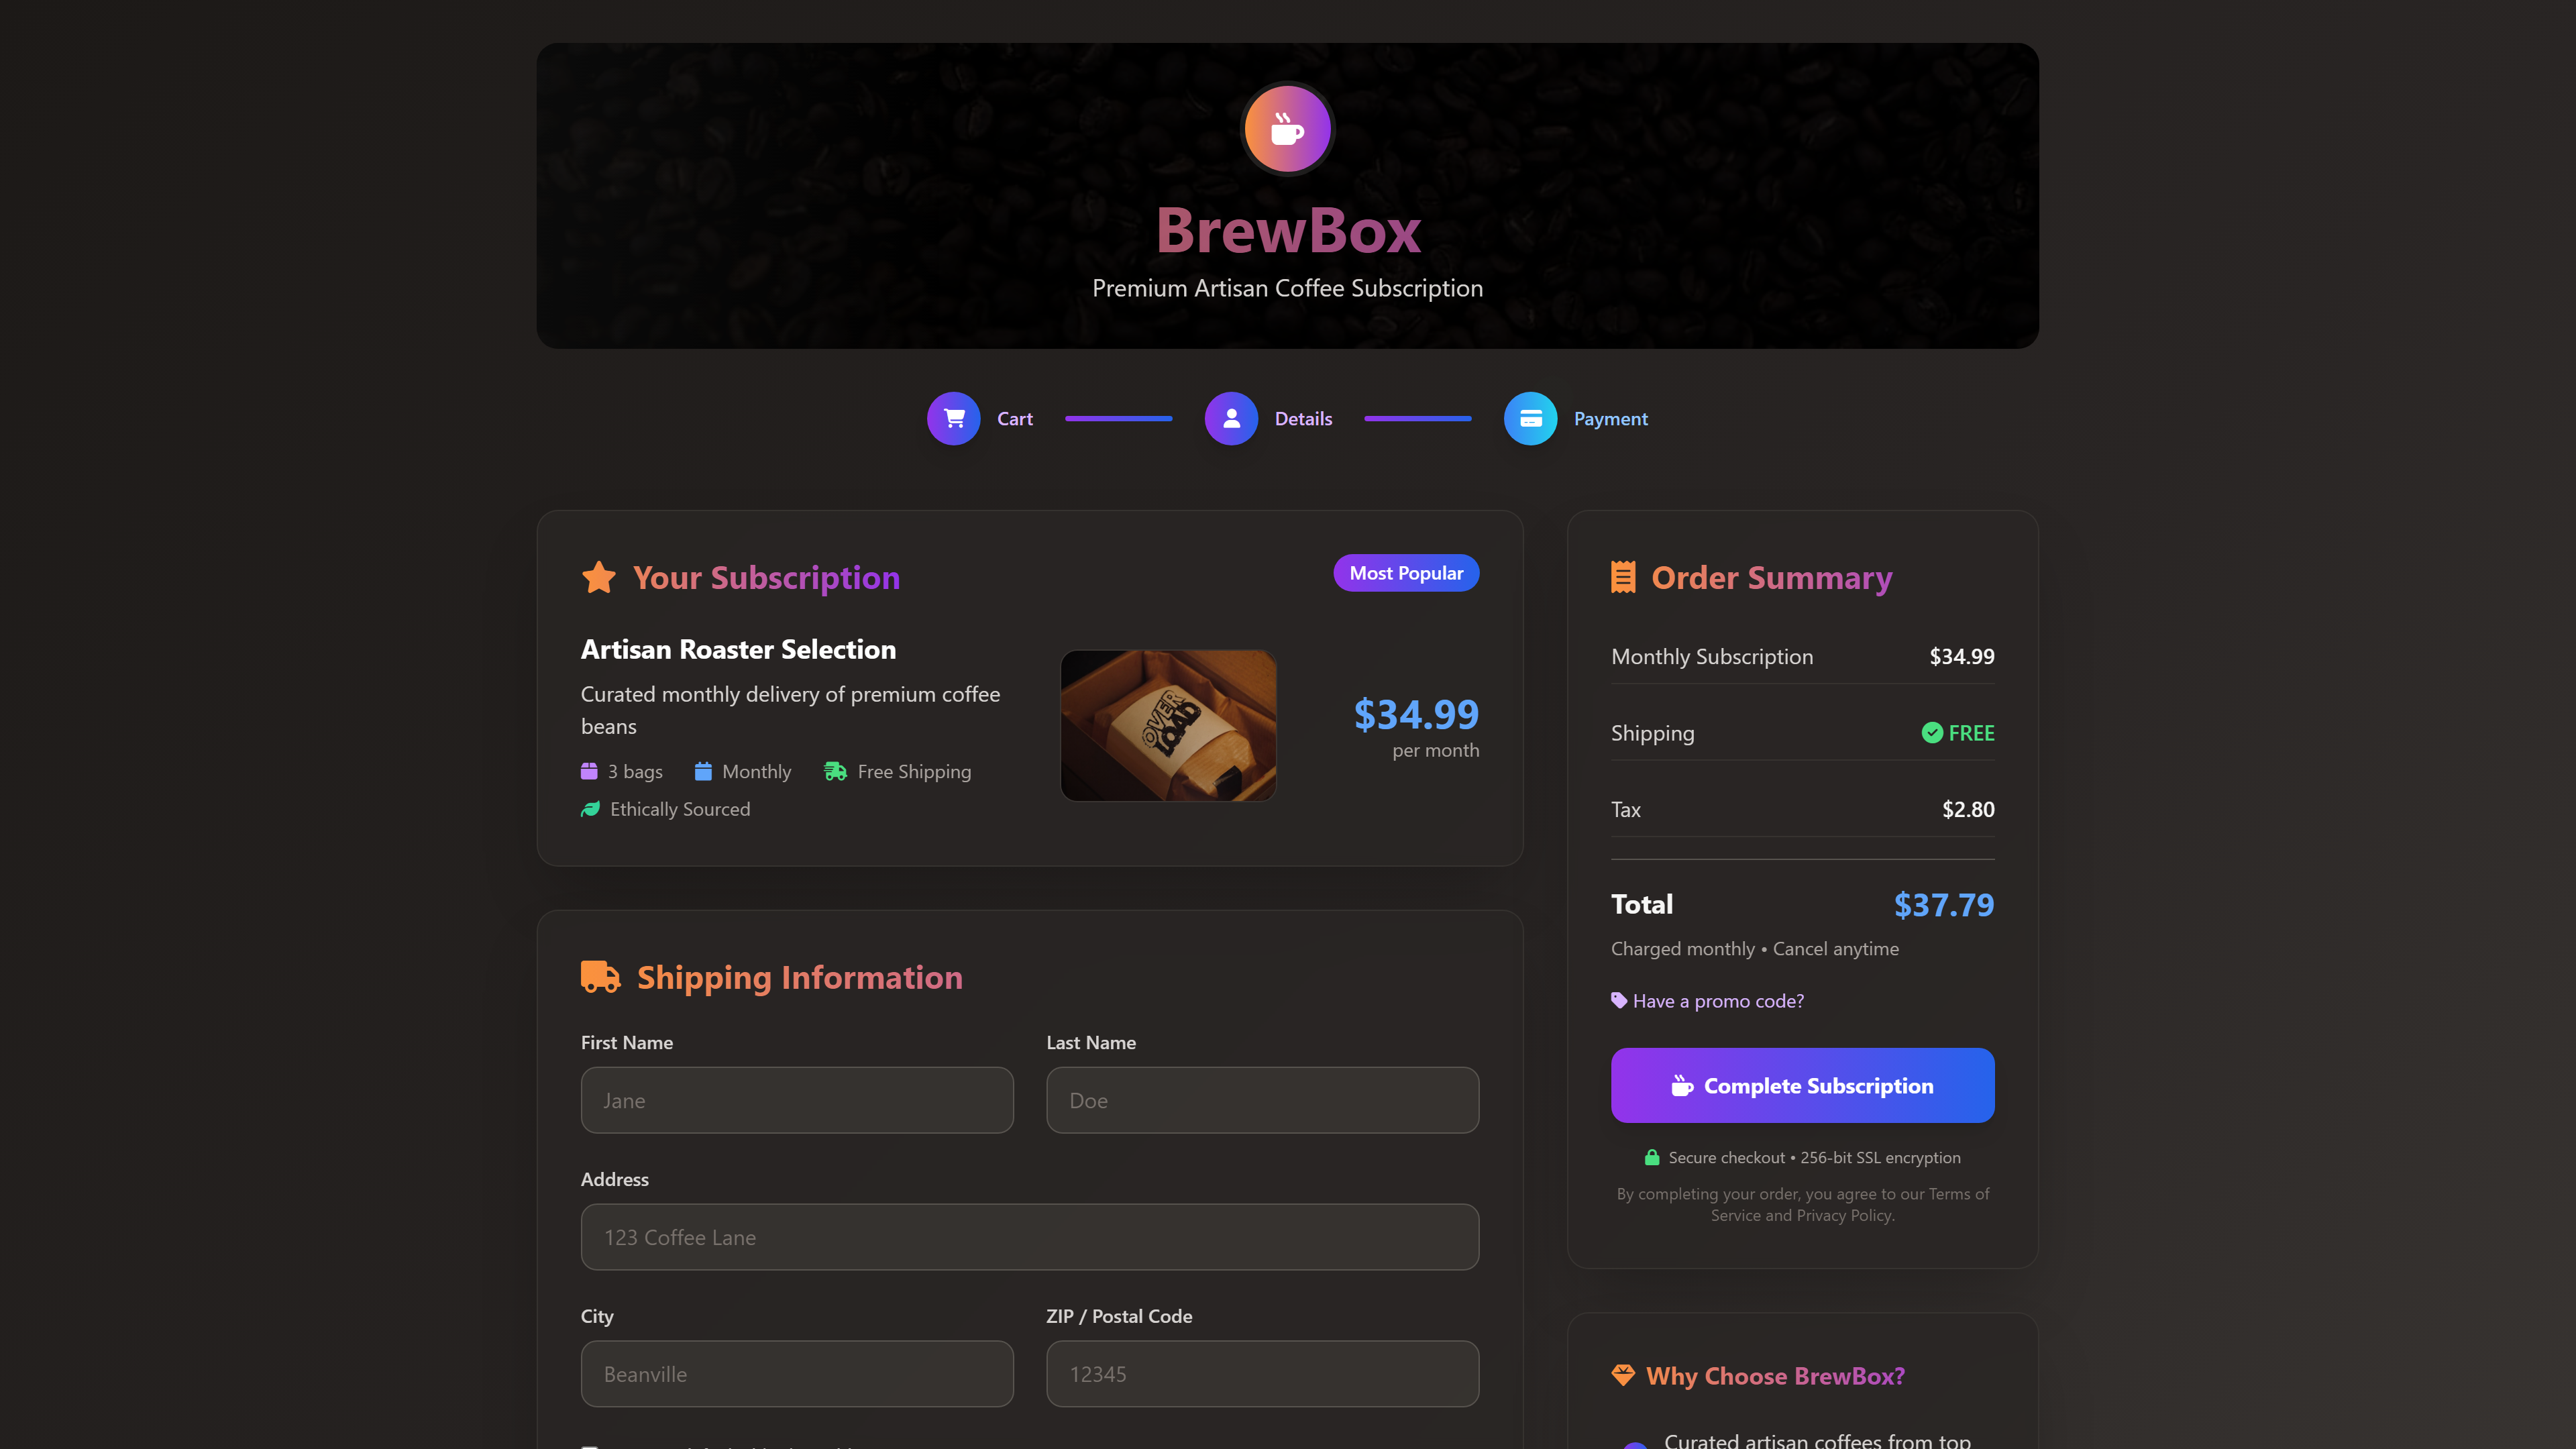 BrewBox
Premium Artisan Coffee Subscription
Cart
Details
Payment
Your Subscription
Most Popular
Artisan Roaster Selection
Curated monthly delivery of premium coffee
beans
3 bags
Monthly
Free Shipping
Ethically Sourced
OVER
LOAD
$34.99
per month
Shipping Information
First Name
Last Name
Jane
Doe
Address
123 Coffee Lane
City
ZIP / Postal Code
Beanville
12345
Order Summary
Monthly Subscription $34.99
Shipping FREE
Tax $2.80
Total $37.79
Charged monthly • Cancel anytime
Have a promo code?
Complete Subscription
Secure checkout • 256-bit SSL encryption
By completing your order, you agree to our Terms of
Service and Privacy Policy.
Why Choose BrewBox?
Curated artisan coffees from top